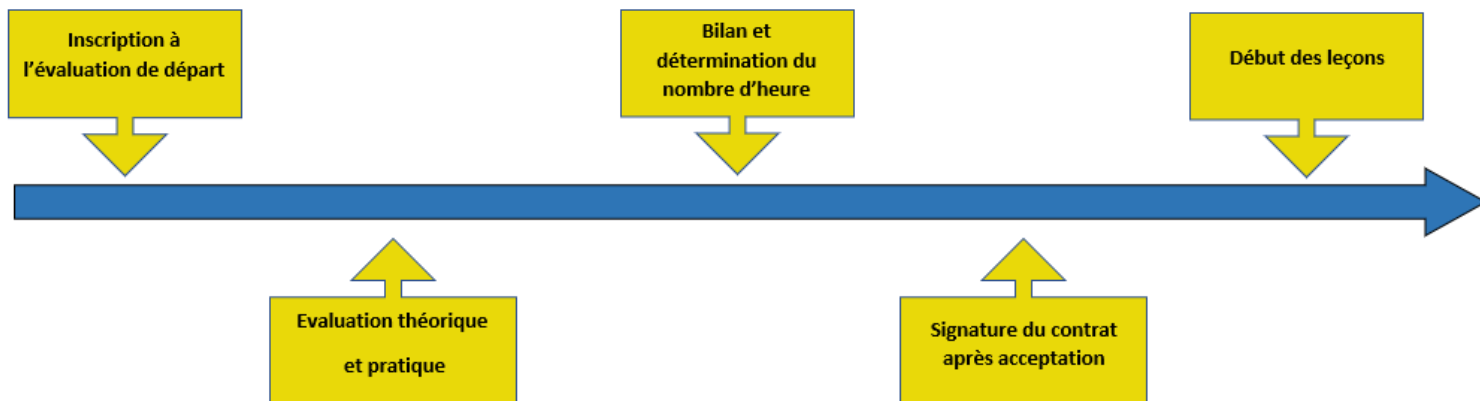 Inscription à
l'évaluation de départ
Evaluation théorique
et pratique
Bilan et
détermination du
nombre d'heure
Signature du contrat
après acceptation
Début des leçons